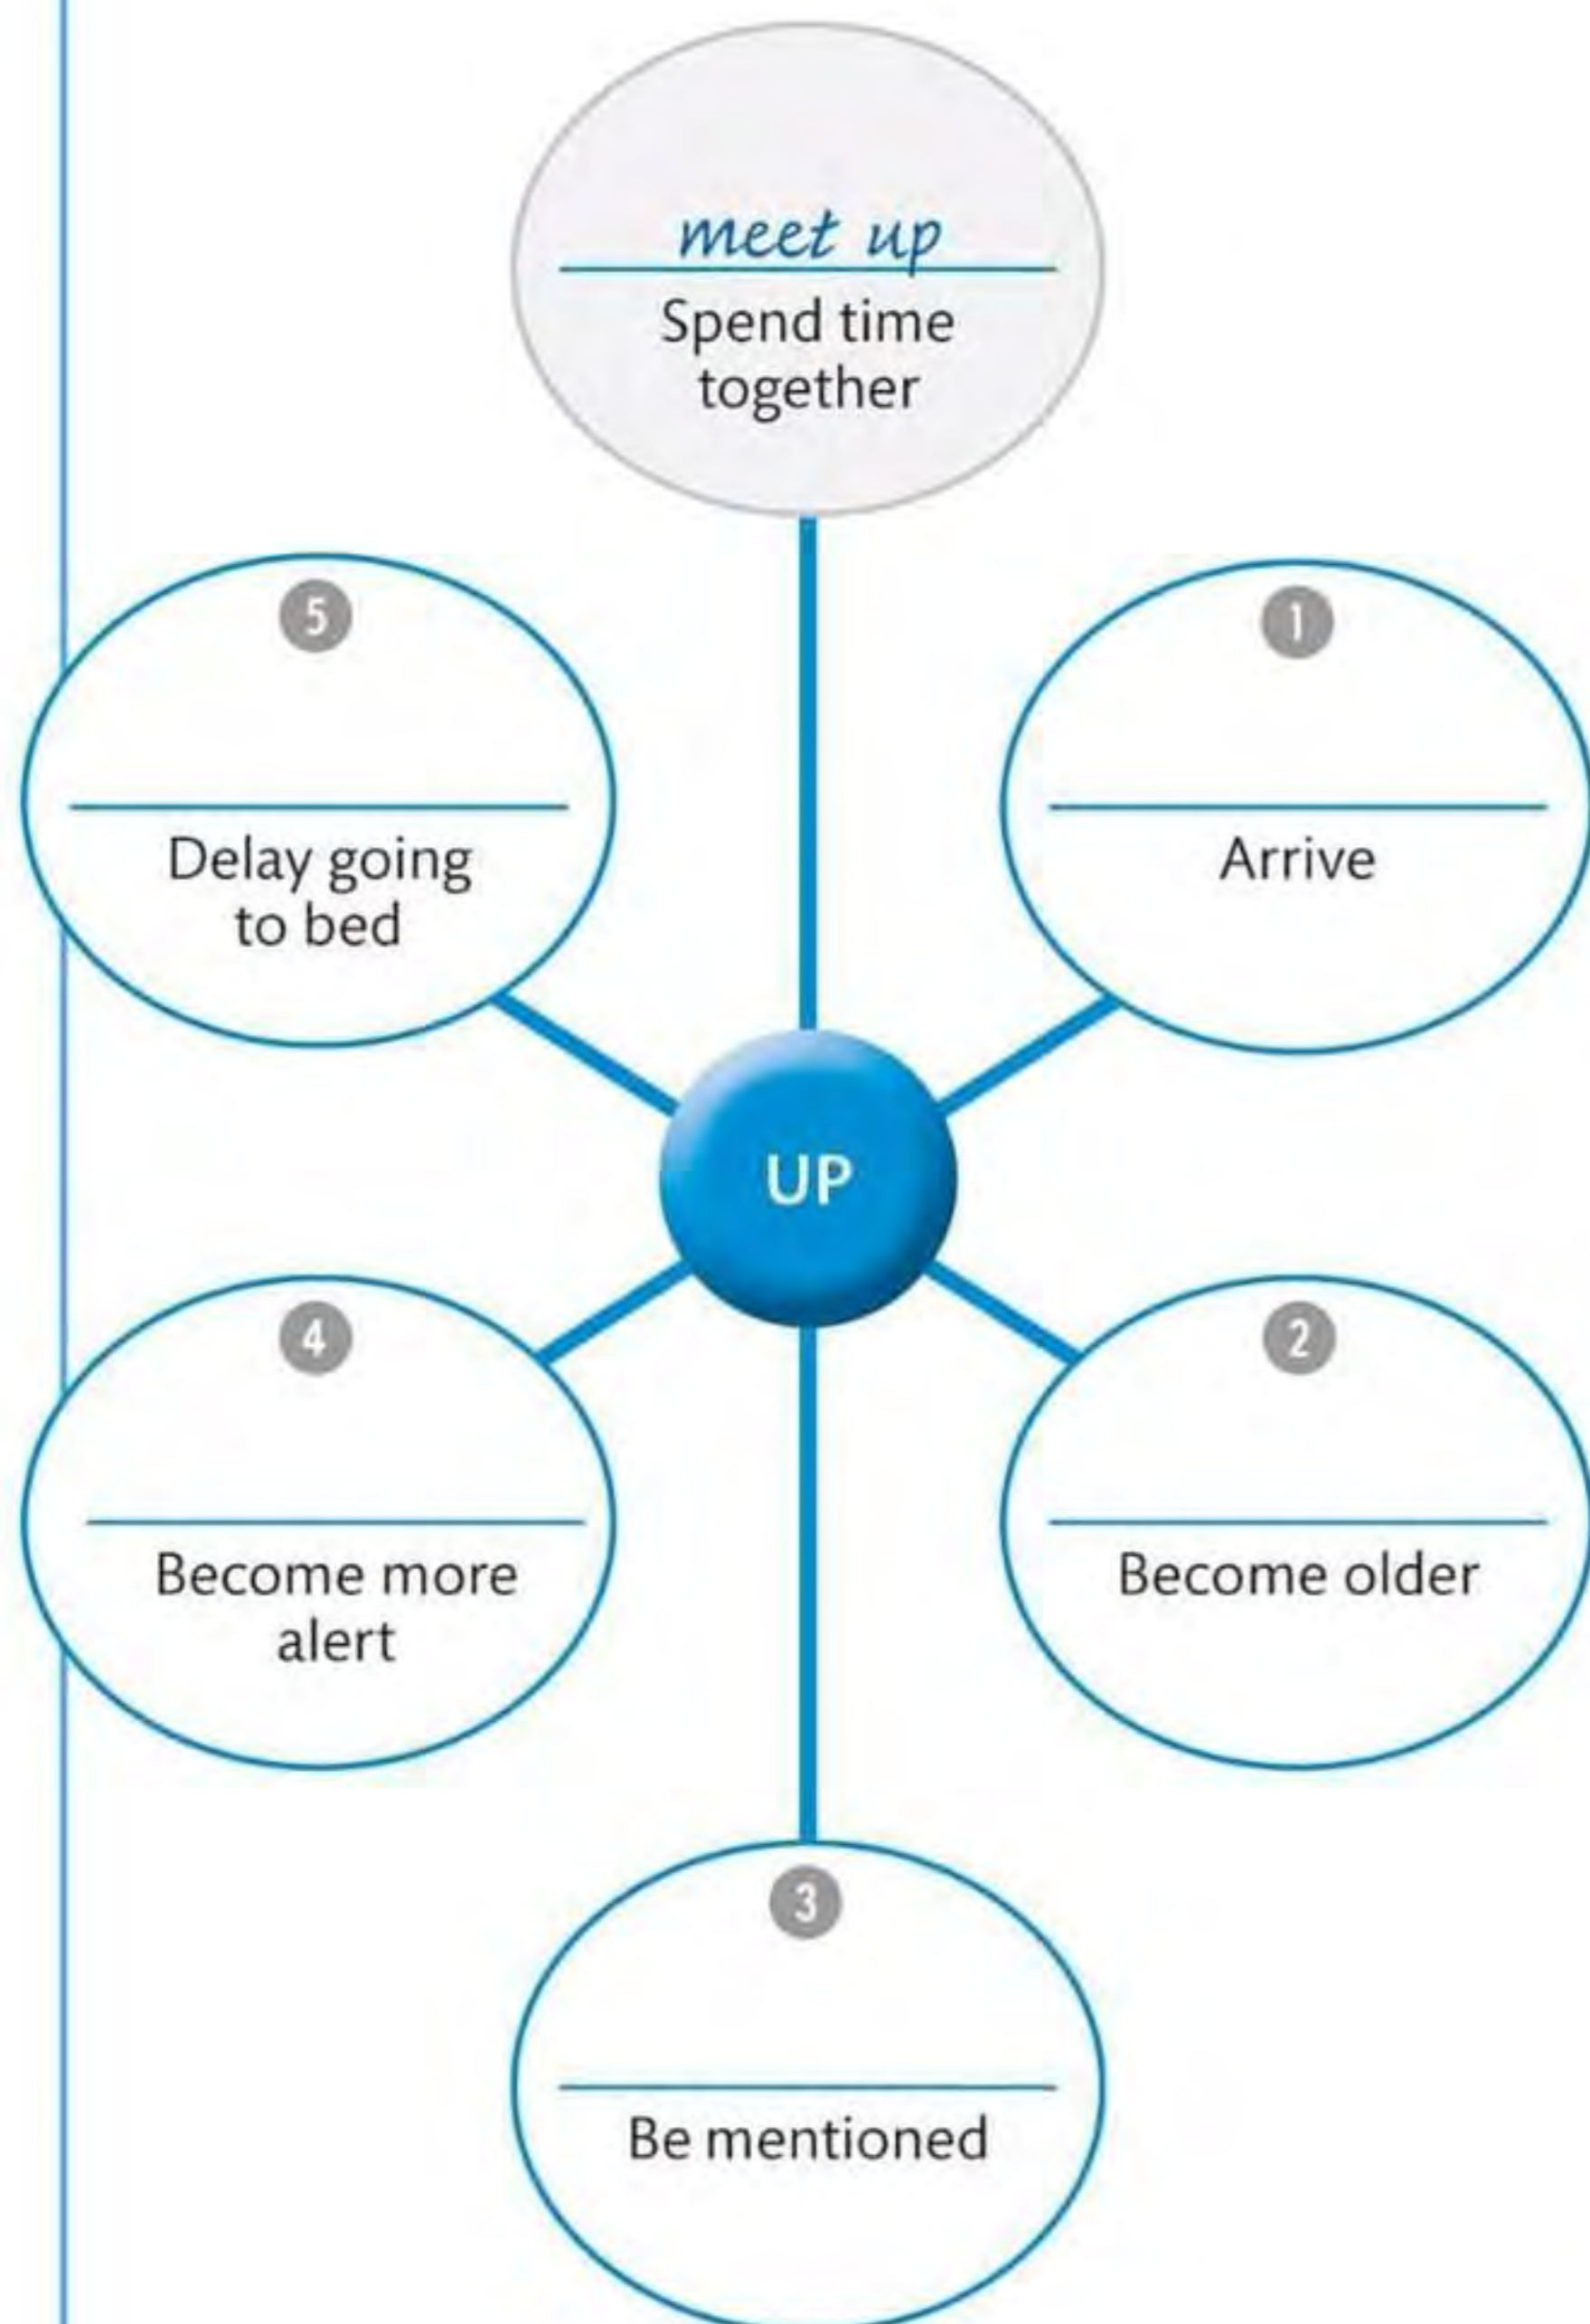 meet up
Spend time
together
5
Delay going
to bed
1
Arrive
UP
4
Become more
alert
2
Become older
3
Be mentioned